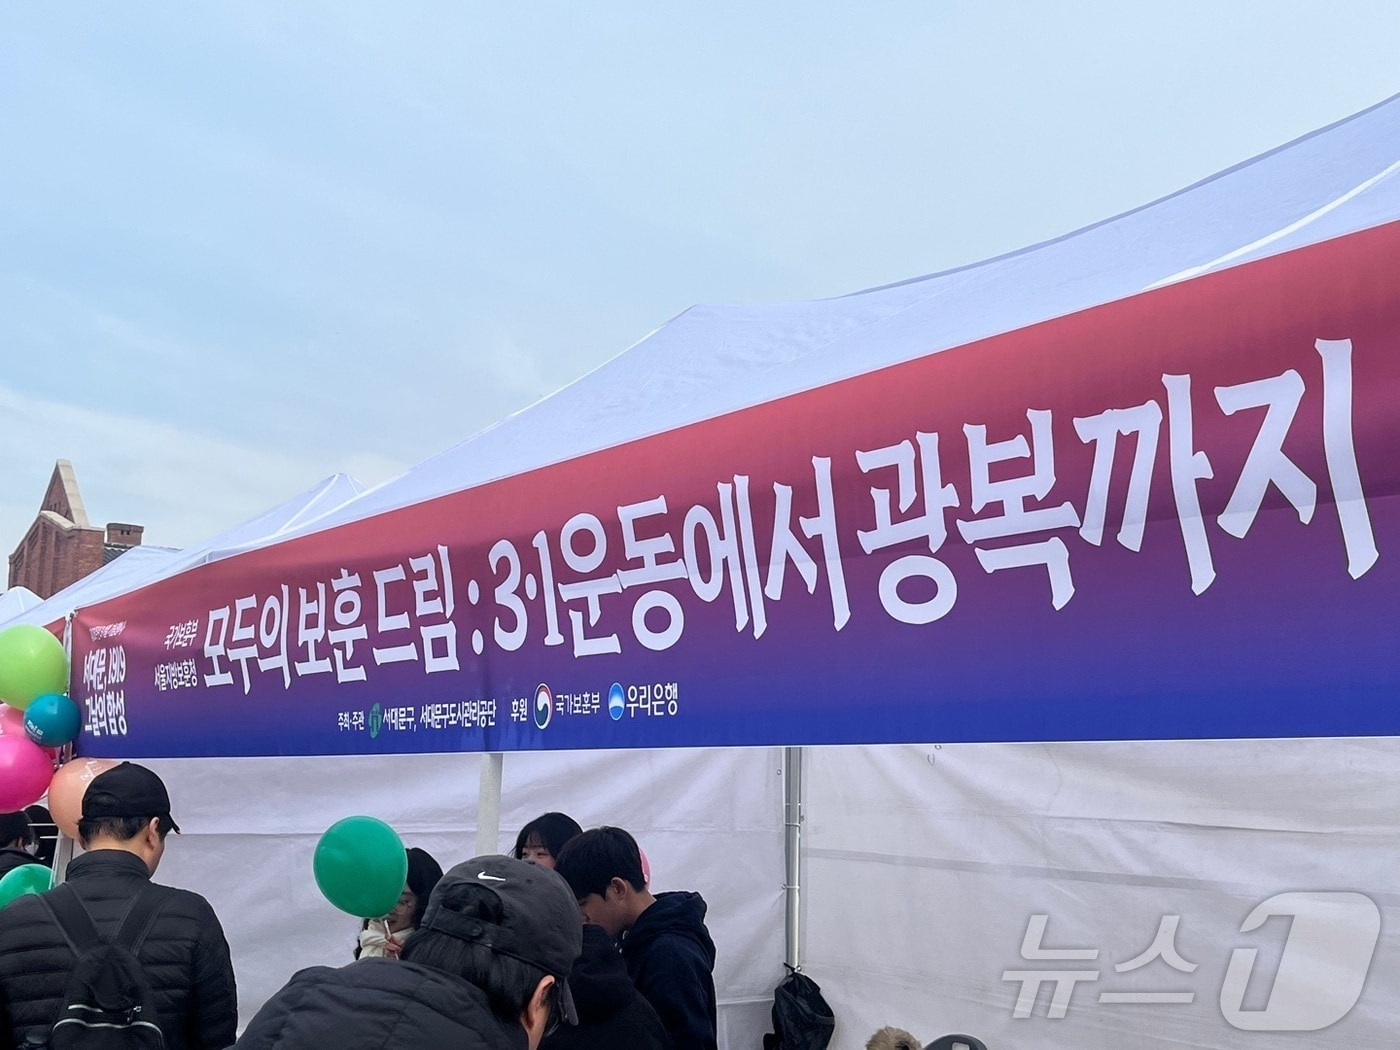 서대문, 1919
그날의 함성
국가보훈부
서울지방보훈청
모두의 보훈 드림 : 3·1운동에서 광복까지
주최·주관 서대문구, 서대문구도시관리공단 후원 국가보훈부 우리은행
뉴스1